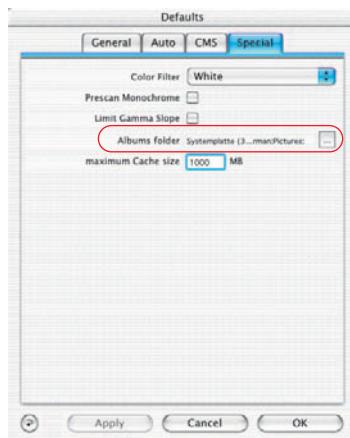 Defaults
General Auto CMS Special
Color Filter White
Prescan Monochrome
Limit Gamma Slope
Albums folder Systemplatte (3...man:Pictures: ...
maximum Cache size 1000 MB
Apply Cancel OK